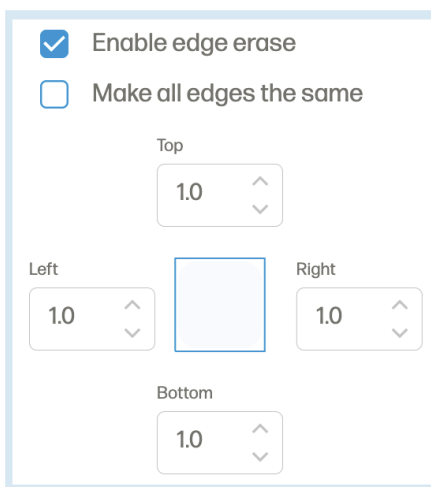 Enable edge erase
Make all edges the same
Top
1.0
Left
Right
1.0
1.0
Bottom
1.0